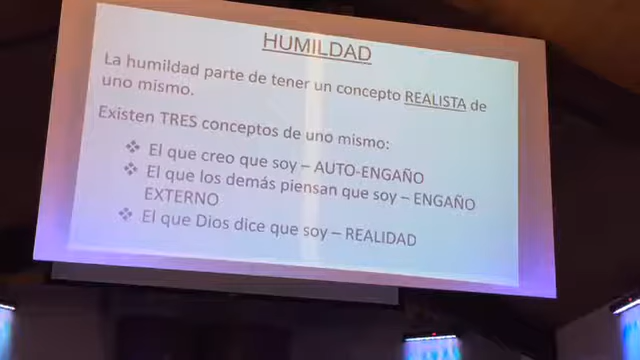 HUMILDAD
La humildad parte de tener un concepto REALISTA de
uno mismo.
Existen TRES conceptos de uno mismo:
❖ El que creo que soy – AUTO-ENGAÑO
❖ El que los demás piensan que soy – ENGAÑO
EXTERNO
❖ El que Dios dice que soy – REALIDAD